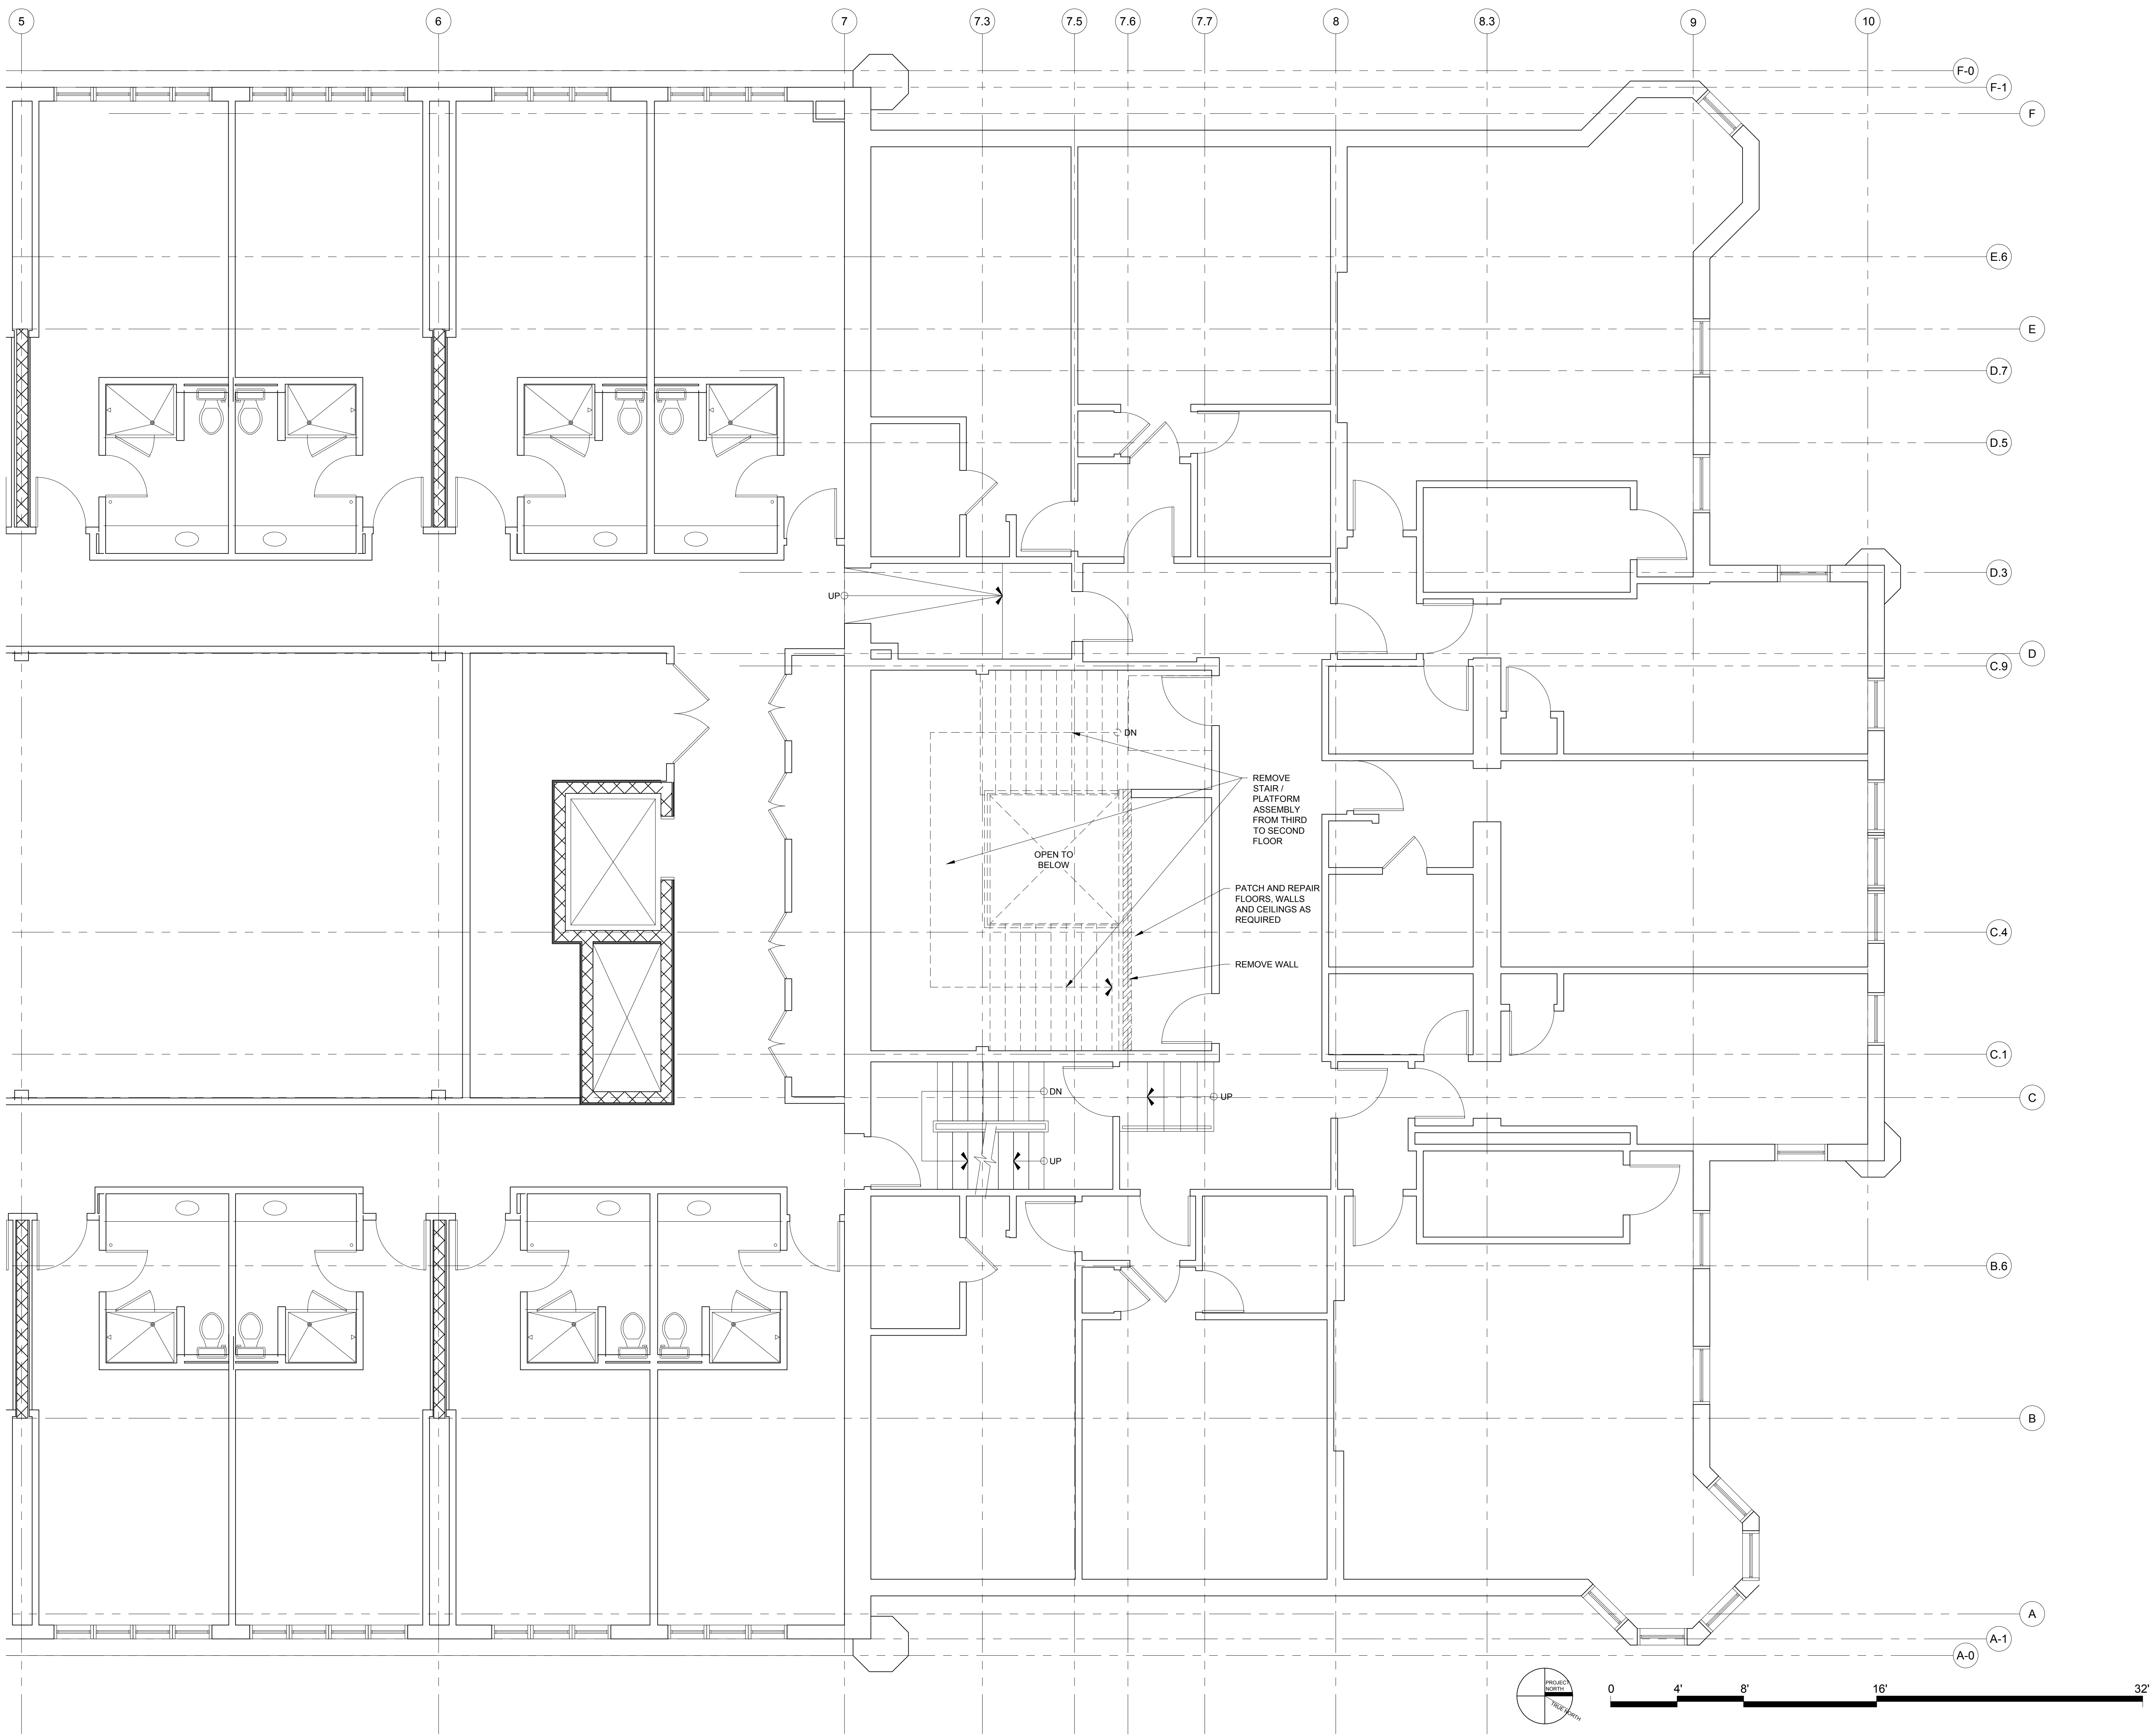 5 6 7 7.3 7.5 7.6 7.7 8 8.3 9 10
F-0
F-1
F
E.6
E
D.7
D.5
D.3
UP
D
C.9
DN
REMOVE
STAIR /
PLATFORM
ASSEMBLY
FROM THIRD
TO SECOND
FLOOR
OPEN TO
BELOW
PATCH AND REPAIR
FLOORS, WALLS
AND CEILINGS AS
REQUIRED
C.4
REMOVE WALL
C.1
DN
UP
C
UP
B.6
B
A
A-1
A-0
PROJECT
NORTH
TRUE NORTH
0 4' 8' 16' 32'